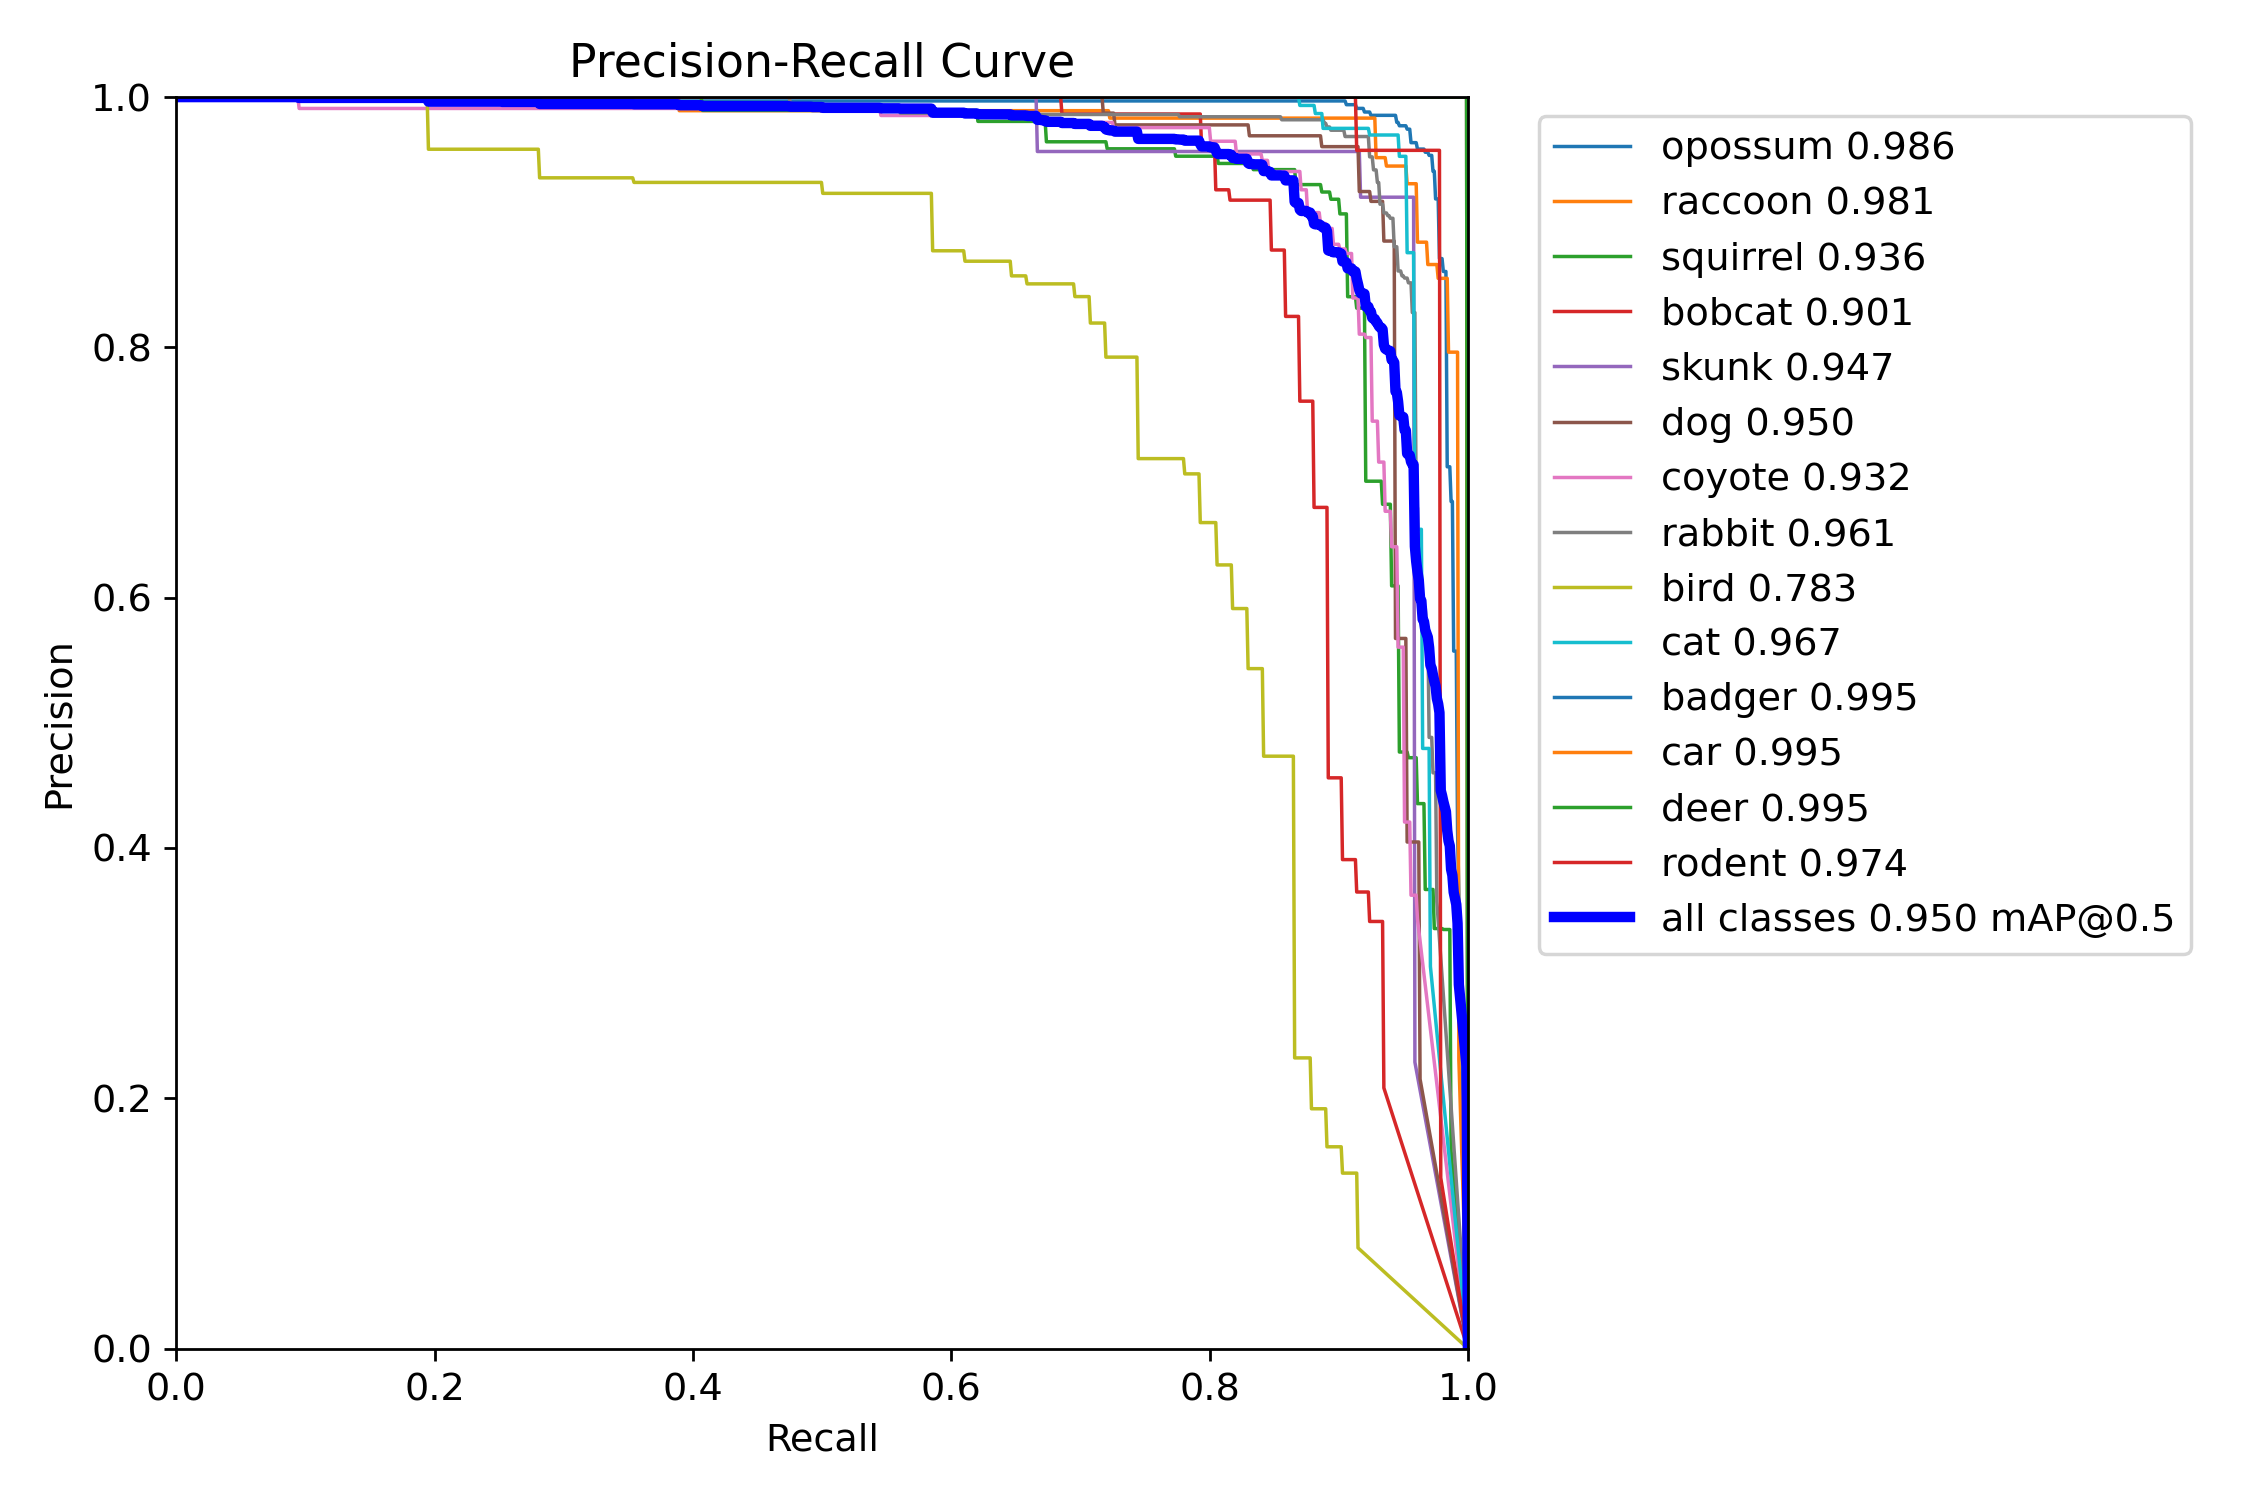 Precision-Recall Curve
1.0
0.8
0.6
0.4
0.2
0.0
Precision
0.0 0.2 0.4 0.6 0.8 1.0
Recall
opossum 0.986
raccoon 0.981
squirrel 0.936
bobcat 0.901
skunk 0.947
dog 0.950
coyote 0.932
rabbit 0.961
bird 0.783
cat 0.967
badger 0.995
car 0.995
deer 0.995
rodent 0.974
all classes 0.950 mAP@0.5